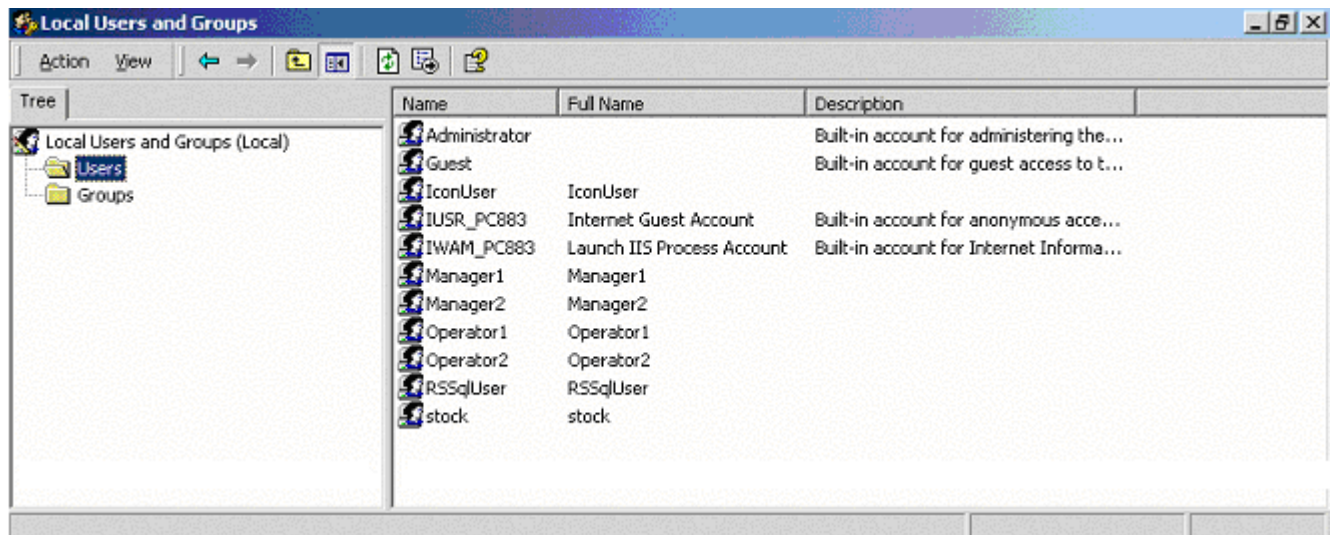 Local Users and Groups
Action View
Tree
Local Users and Groups (Local)
Users
Groups
Name Full Name Description
Administrator Built-in account for administering the...
Guest Built-in account for guest access to t...
IconUser IconUser
IUSR_PC883 Internet Guest Account Built-in account for anonymous acce...
IWAM_PC883 Launch IIS Process Account Built-in account for Internet Informa...
Manager1 Manager1
Manager2 Manager2
Operator1 Operator1
Operator2 Operator2
RSSqlUser RSSqlUser
stock stock